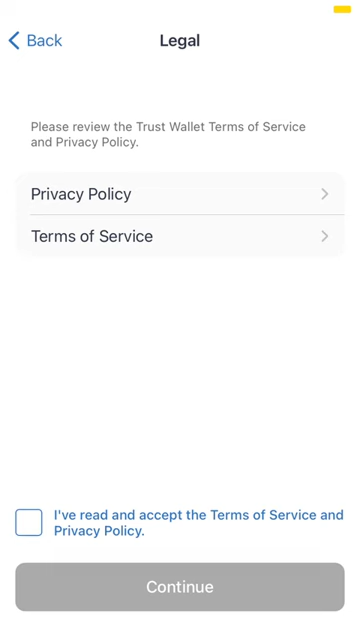 Back
Legal
Please review the Trust Wallet Terms of Service
and Privacy Policy.
Privacy Policy
Terms of Service
I've read and accept the Terms of Service and
Privacy Policy.
Continue